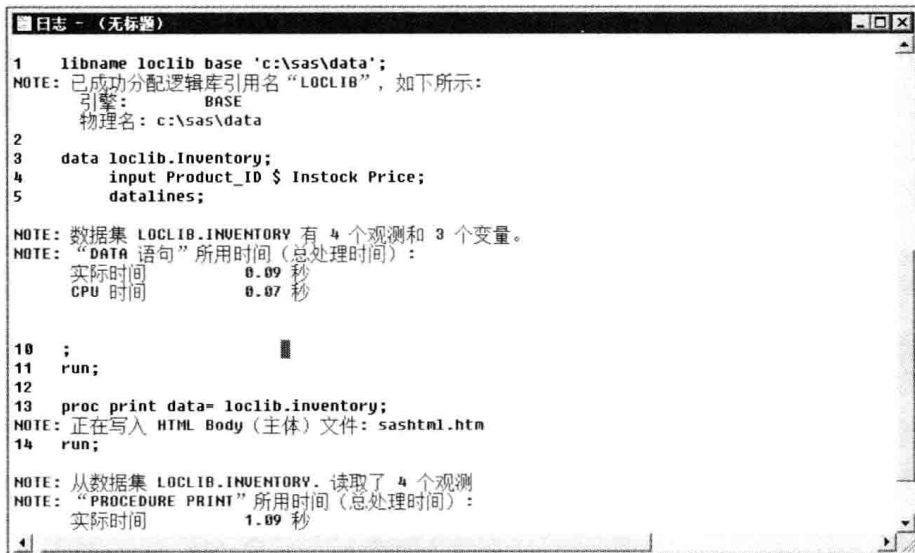 日志 - （无标题）
1 libname loclib base 'c:\sas\data';
NOTE: 已成功分配逻辑库引用名“LOCLIB”，如下所示:
引擎: BASE
物理名: c:\sas\data
2
3 data loclib.Inventory;
4 input Product_ID $ Instock Price;
5 datalines;
NOTE: 数据集 LOCLIB.INVENTORY 有 4 个观测和 3 个变量。
NOTE: “DATA 语句”所用时间（总处理时间）:
实际时间 0.09 秒
CPU 时间 0.07 秒
10 ;
11 run;
12
13 proc print data= loclib.inventory;
NOTE: 正在写入 HTML Body（主体）文件: sashtml.htm
14 run;
NOTE: 从数据集 LOCLIB.INVENTORY. 读取了 4 个观测
NOTE: “PROCEDURE PRINT”所用时间（总处理时间）:
实际时间 1.09 秒